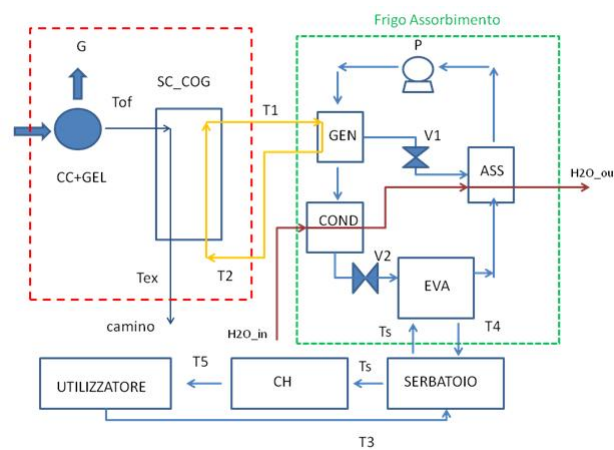 Frigo Assorbimento
G
SC_COG
P
Tof
T1
GEN
V1
CC+GEL
ASS
H2O_ou
COND
V2
T2
Tex
EVA
camino
H2O_in
Ts
T4
T5
Ts
UTILIZZATORE
CH
SERBATOIO
T3